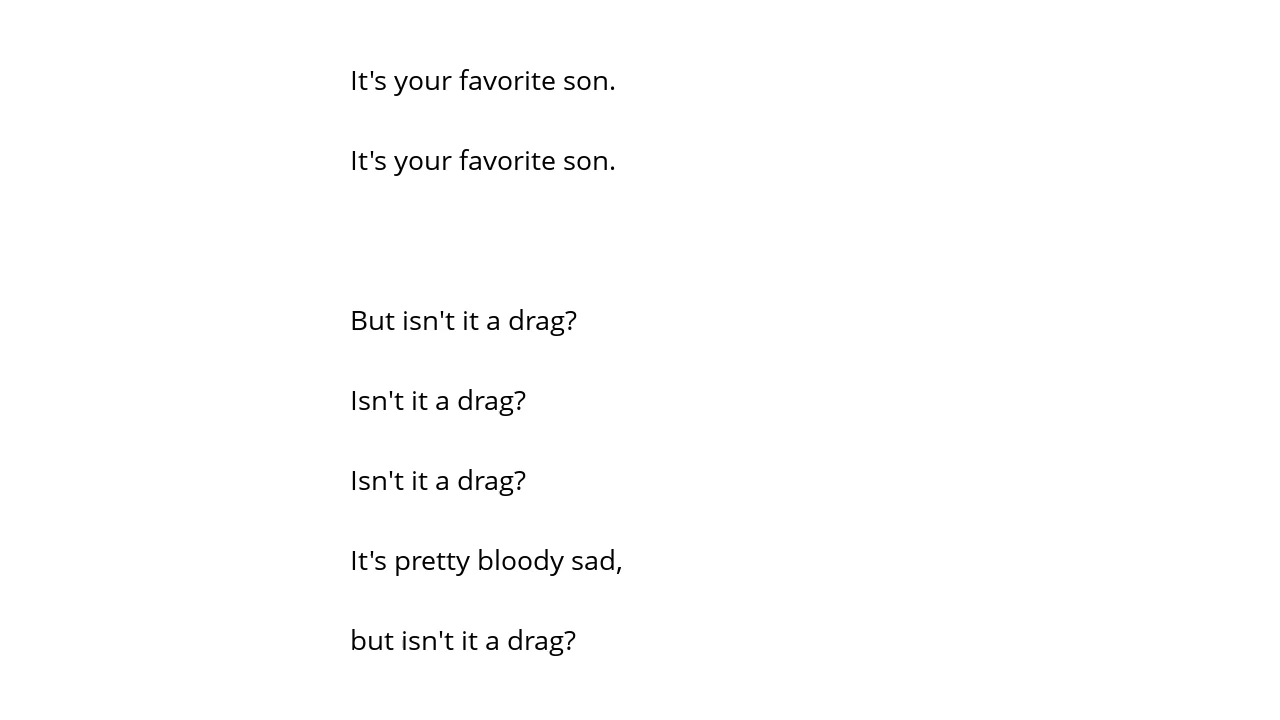 It's your favorite son.
It's your favorite son.
But isn't it a drag?
Isn't it a drag?
Isn't it a drag?
It's pretty bloody sad,
but isn't it a drag?